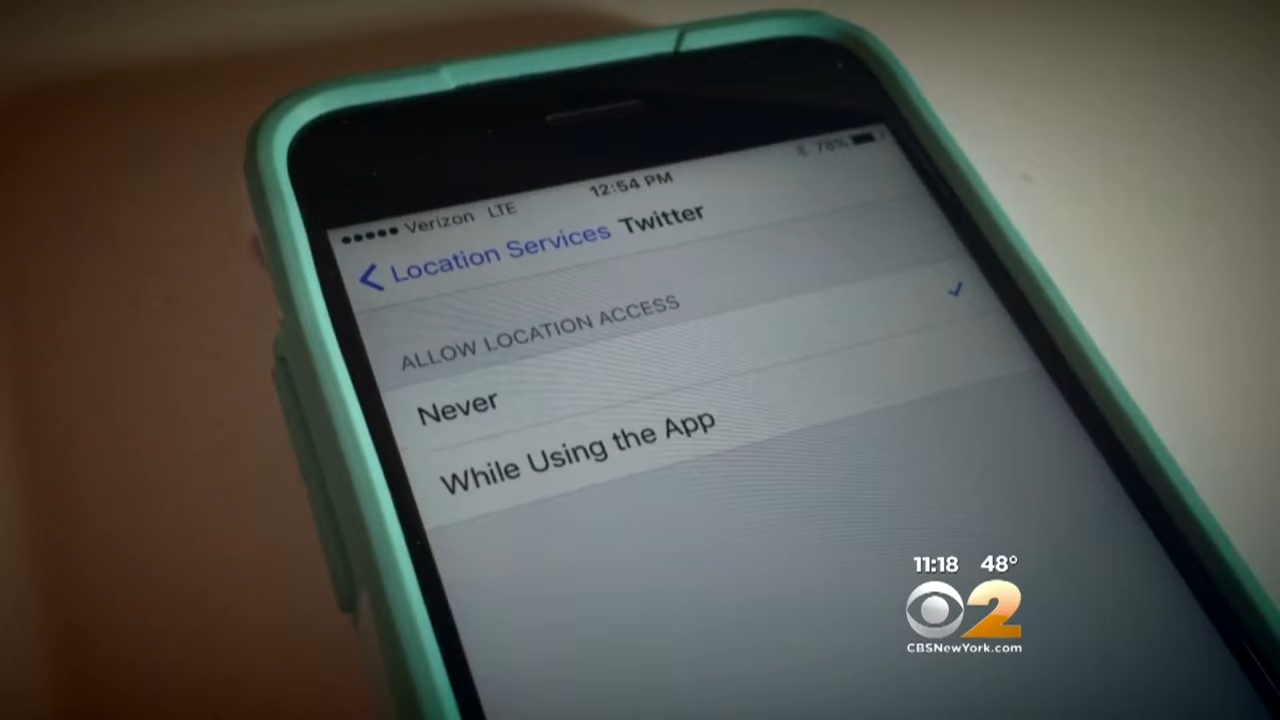 ●●●●● Verizon LTE 12:54 PM 78%
Location Services Twitter
ALLOW LOCATION ACCESS
Never
While Using the App
11:18 48°
2
CBSNewYork.com